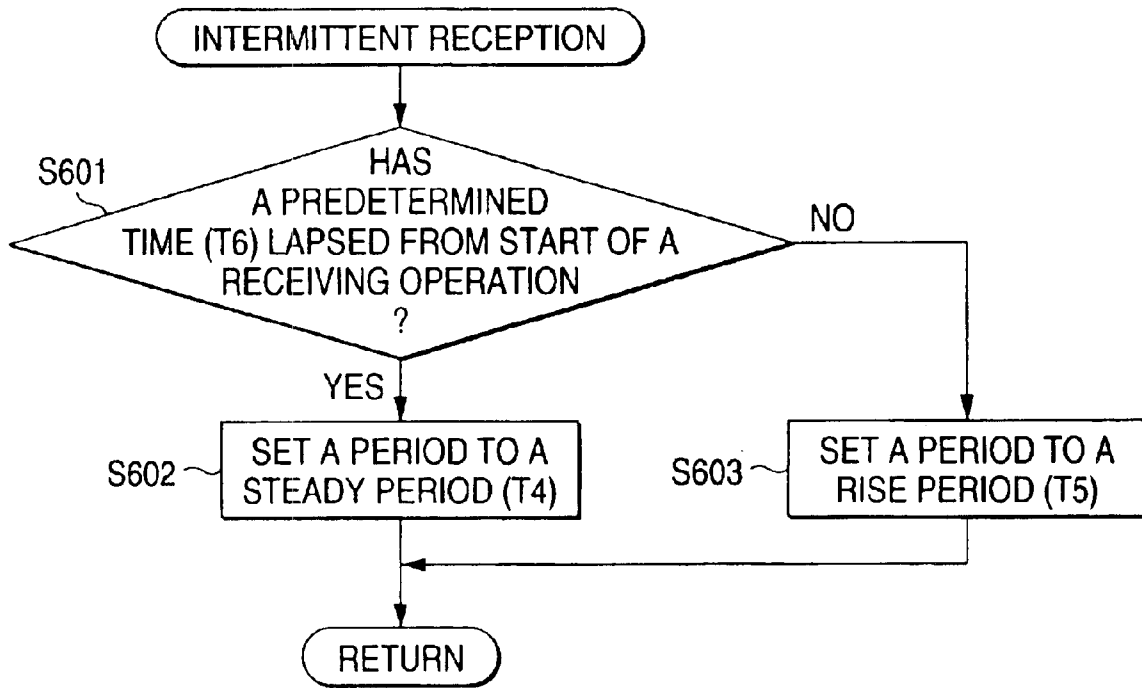 INTERMITTENT RECEPTION
S601
HAS
A PREDETERMINED
TIME (T6) LAPSED FROM START OF A
RECEIVING OPERATION
?
NO
YES
S602
SET A PERIOD TO A
STEADY PERIOD (T4)
S603
SET A PERIOD TO A
RISE PERIOD (T5)
RETURN